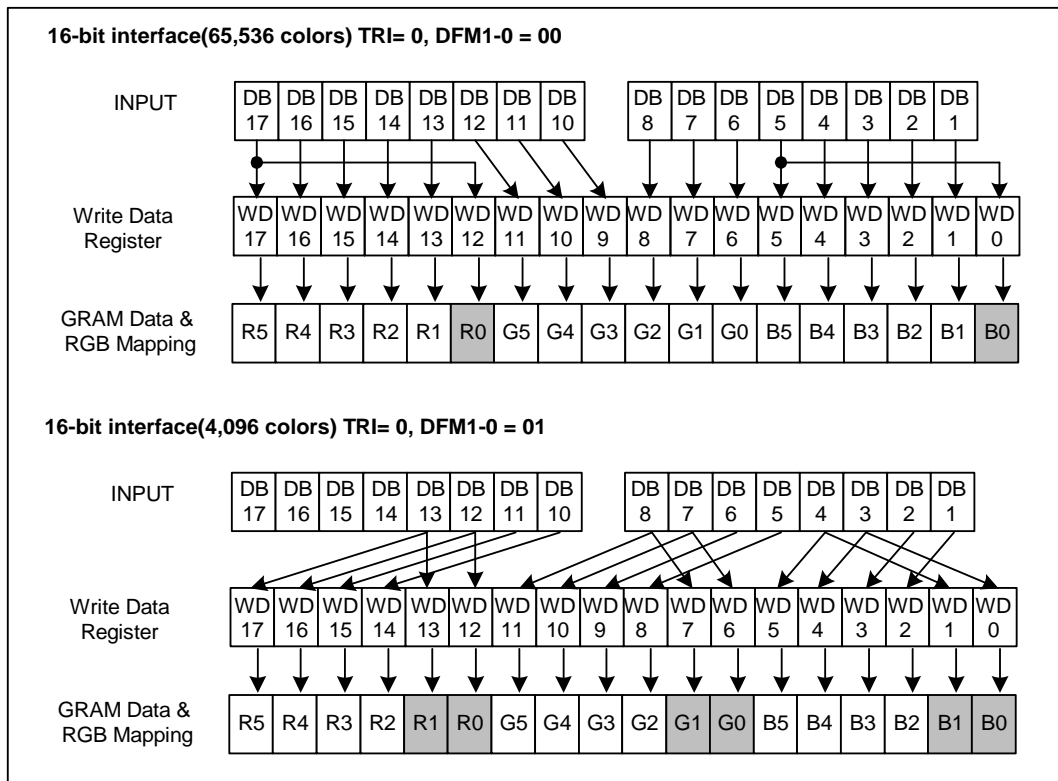 16-bit interface(65,536 colors) TRI= 0, DFM1-0 = 00
INPUT
DB 17 DB 16 DB 15 DB 14 DB 13 DB 12 DB 11 DB 10 DB 8 DB 7 DB 6 DB 5 DB 4 DB 3 DB 2 DB 1
Write Data Register
WD 17 WD 16 WD 15 WD 14 WD 13 WD 12 WD 11 WD 10 WD 9 WD 8 WD 7 WD 6 WD 5 WD 4 WD 3 WD 2 WD 1 WD 0
GRAM Data & RGB Mapping
R5 R4 R3 R2 R1 R0 G5 G4 G3 G2 G1 G0 B5 B4 B3 B2 B1 B0
16-bit interface(4,096 colors) TRI= 0, DFM1-0 = 01
INPUT
DB 17 DB 16 DB 15 DB 14 DB 13 DB 12 DB 11 DB 10 DB 8 DB 7 DB 6 DB 5 DB 4 DB 3 DB 2 DB 1
Write Data Register
WD 17 WD 16 WD 15 WD 14 WD 13 WD 12 WD 11 WD 10 WD 9 WD 8 WD 7 WD 6 WD 5 WD 4 WD 3 WD 2 WD 1 WD 0
GRAM Data & RGB Mapping
R5 R4 R3 R2 R1 R0 G5 G4 G3 G2 G1 G0 B5 B4 B3 B2 B1 B0